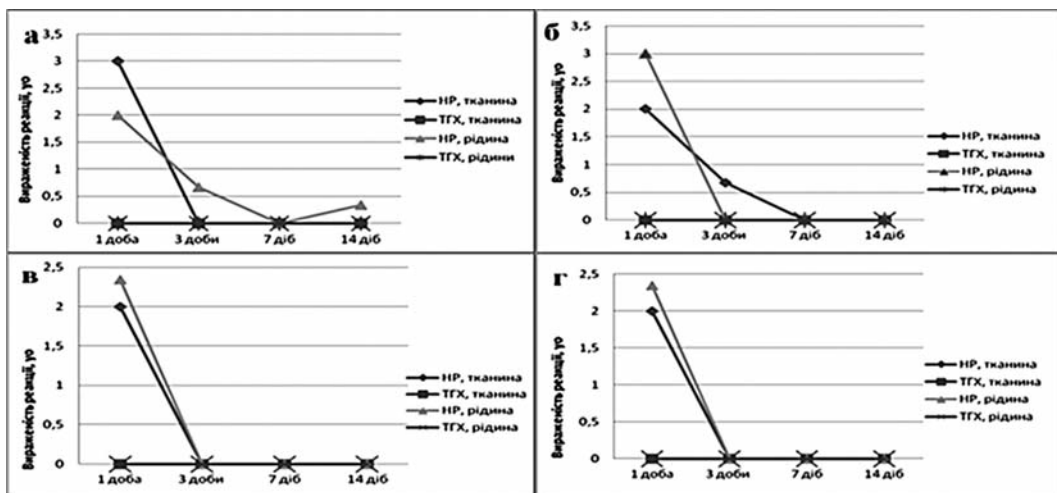 а
Вираженість реакції, уо
3,5
3
2,5
2
1,5
1
0,5
0
1 доба 3 доби 7 діб 14 діб
НР, тканина
ТГХ, тканина
НР, рідина
ТГХ, рідини
б
Вираженість реакції, уо
3,5
3
2,5
2
1,5
1
0,5
0
1 доба 3 доби 7 діб 14 діб
НР, тканина
ТГХ, тканина
НР, рідина
ТГХ, рідина
в
Вираженість реакції, уо
2,5
2
1,5
1
0,5
0
1 доба 3 доби 7 діб 14 діб
НР, тканина
ТГХ, тканина
НР, рідина
ТГХ, рідина
г
Вираженість реакції, уо
2,5
2
1,5
1
0,5
0
1 доба 3 доби 7 діб 14 діб
НР, тканина
ТГХ, тканина
НР, рідина
ТГХ, рідина